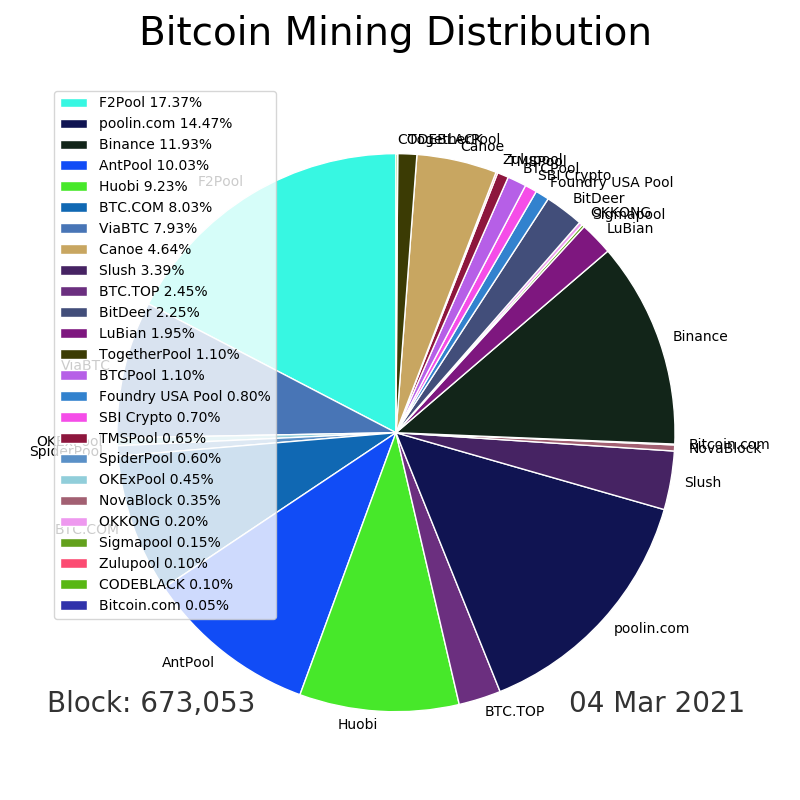 Bitcoin Mining Distribution
F2Pool 17.37%
poolin.com 14.47%
Binance 11.93%
AntPool 10.03%
Huobi 9.23%
BTC.COM 8.03%
ViaBTC 7.93%
Canoe 4.64%
Slush 3.39%
BTC.TOP 2.45%
BitDeer 2.25%
LuBian 1.95%
TogetherPool 1.10%
BTCPool 1.10%
Foundry USA Pool 0.80%
SBI Crypto 0.70%
TMSPool 0.65%
SpiderPool 0.60%
OKExPool 0.45%
NovaBlock 0.35%
OKKONG 0.20%
Sigmapool 0.15%
Zulupool 0.10%
CODEBLACK 0.10%
Bitcoin.com 0.05%
CODEBLACK
TogetherPool
Canoe
Zulupool
TMSPool
BTCPool
SBI Crypto
Foundry USA Pool
BitDeer
OKKONG
Sigmapool
LuBian
Binance
Bitcoin.com
NovaBlock
Slush
poolin.com
BTC.TOP
Huobi
AntPool
BTC.COM
SpiderPool
OKExPool
ViaBTC
F2Pool
Block: 673,053
04 Mar 2021